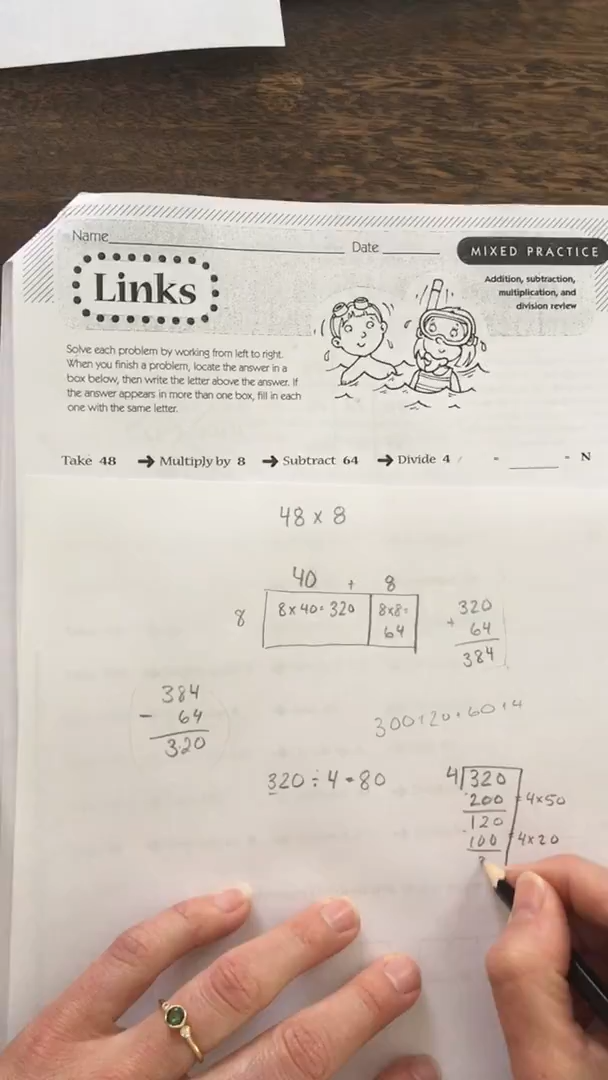 Name Date
MIXED PRACTICE
Links
Addition, subtraction,
multiplication, and
division review
Solve each problem by working from left to right.
When you finish a problem, locate the answer in a
box below, then write the letter above the answer. If
the answer appears in more than one box, fill in each
one with the same letter.
Take 48 → Multiply by 8 → Subtract 64 → Divide 4 = = N
48 x 8
40 + 8
8
8 x 40 = 320
8x8=
64
320
+ 64
384
384
- 64
320
300+20+60+4
320 ÷ 4 = 80
4 320
200 = 4x50
120
100 = 4x20